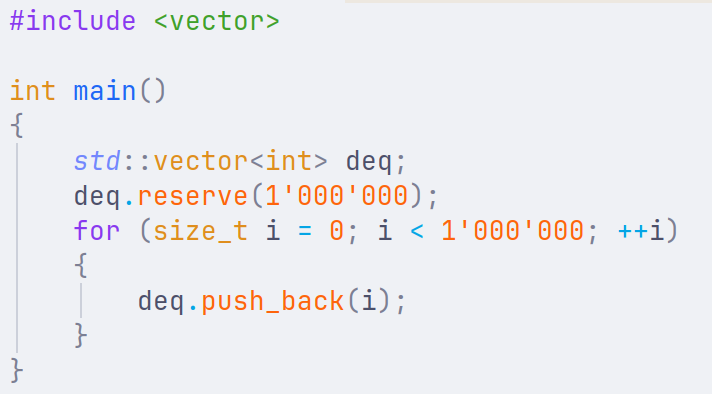 #include <vector>
int main()
{
std::vector<int> deq;
deq.reserve(1'000'000);
for (size_t i = 0; i < 1'000'000; ++i)
{
deq.push_back(i);
}
}